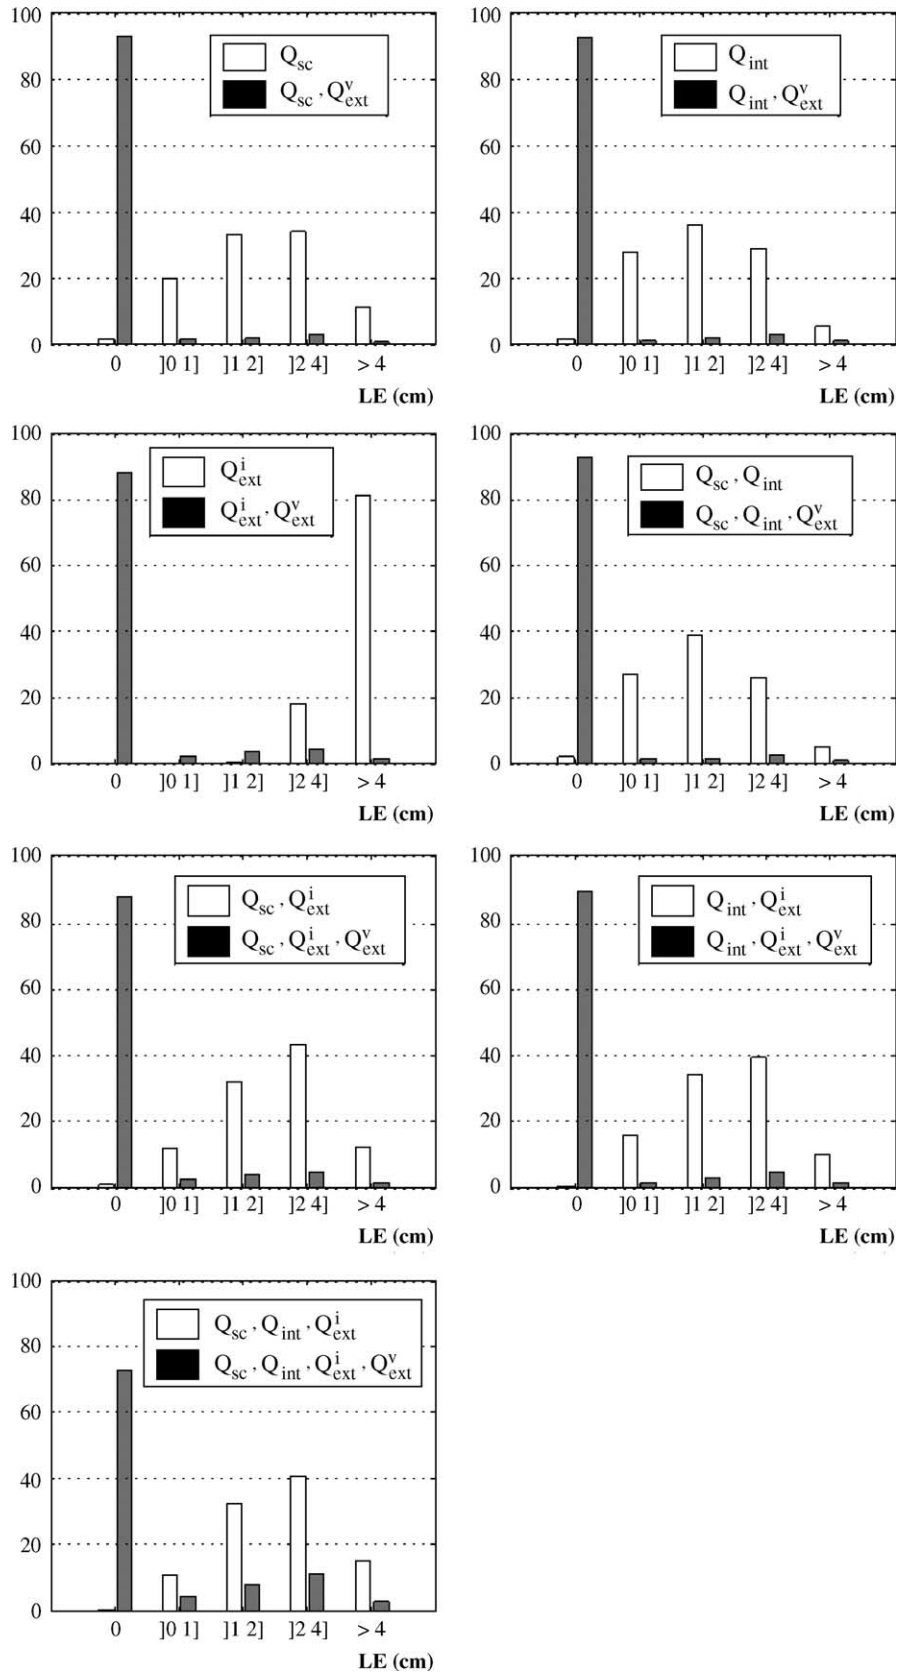 100
80
60
40
20
0
Q_sc
Q_sc , Q^v_ext
0 ]0 1] ]1 2] ]2 4] > 4
LE (cm)
100
80
60
40
20
0
Q_int
Q_int , Q^v_ext
0 ]0 1] ]1 2] ]2 4] > 4
LE (cm)
100
80
60
40
20
0
Q^i_ext
Q^i_ext , Q^v_ext
0 ]0 1] ]1 2] ]2 4] > 4
LE (cm)
100
80
60
40
20
0
Q_sc , Q_int
Q_sc , Q_int , Q^v_ext
0 ]0 1] ]1 2] ]2 4] > 4
LE (cm)
100
80
60
40
20
0
Q_sc , Q^i_ext
Q_sc , Q^i_ext , Q^v_ext
0 ]0 1] ]1 2] ]2 4] > 4
LE (cm)
100
80
60
40
20
0
Q_int , Q^i_ext
Q_int , Q^i_ext , Q^v_ext
0 ]0 1] ]1 2] ]2 4] > 4
LE (cm)
100
80
60
40
20
0
Q_sc , Q_int , Q^i_ext
Q_sc , Q_int , Q^i_ext , Q^v_ext
0 ]0 1] ]1 2] ]2 4] > 4
LE (cm)